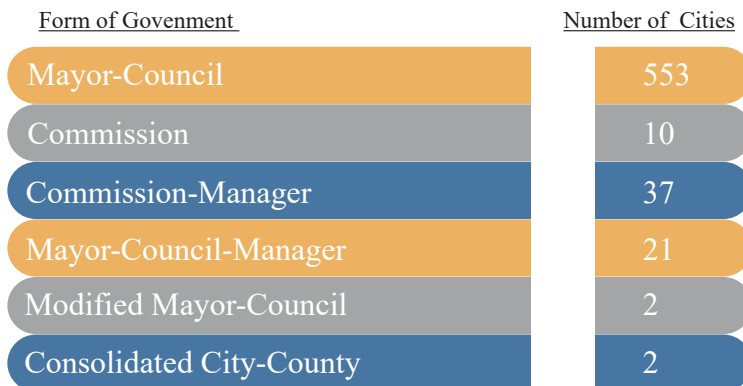 Form of Govenment Number of Cities
Mayor-Council 553
Commission 10
Commission-Manager 37
Mayor-Council-Manager 21
Modified Mayor-Council 2
Consolidated City-County 2